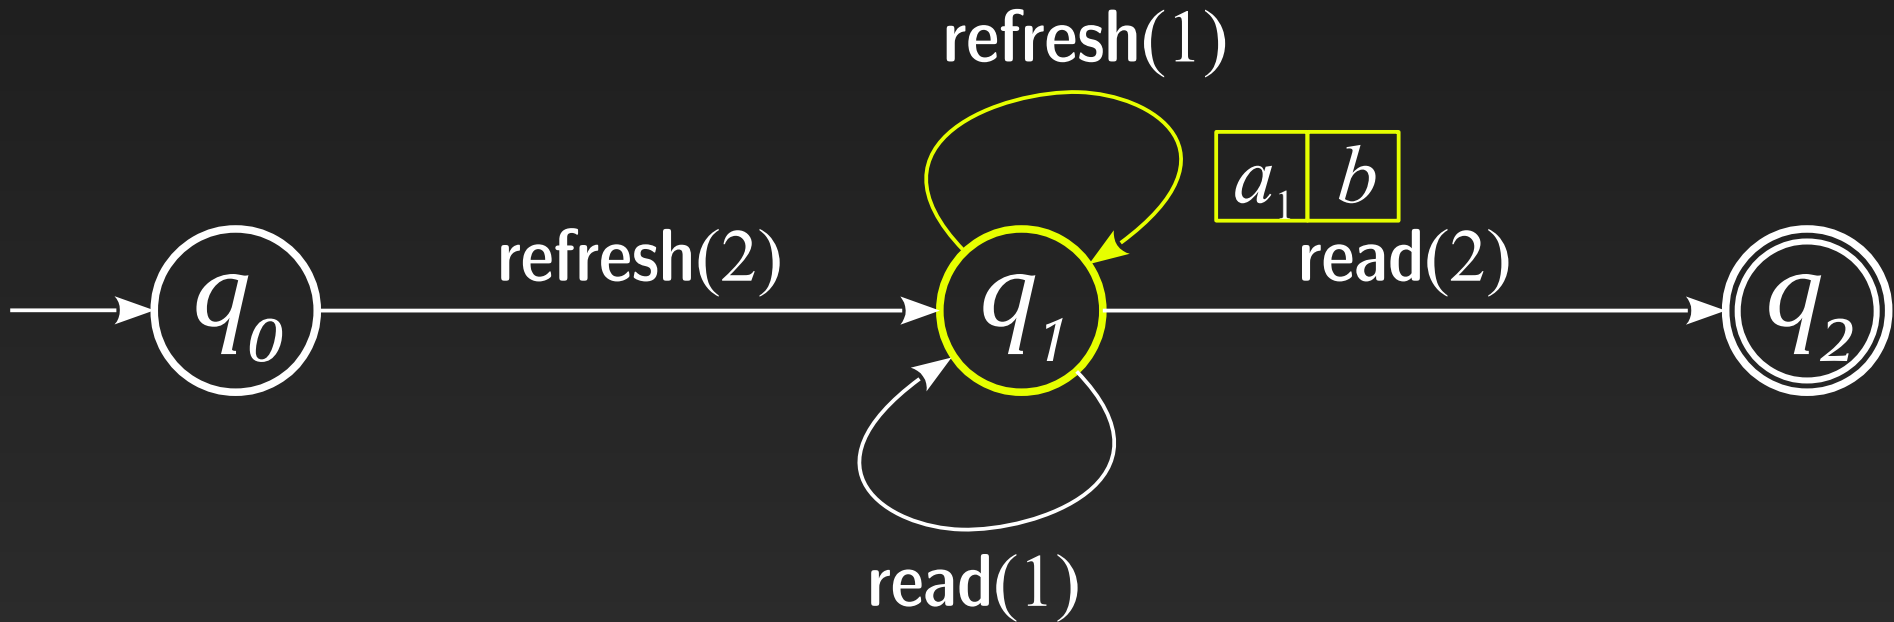 refresh(1)
a₁ b
refresh(2)
read(2)
q₀
q₁
q₂
read(1)